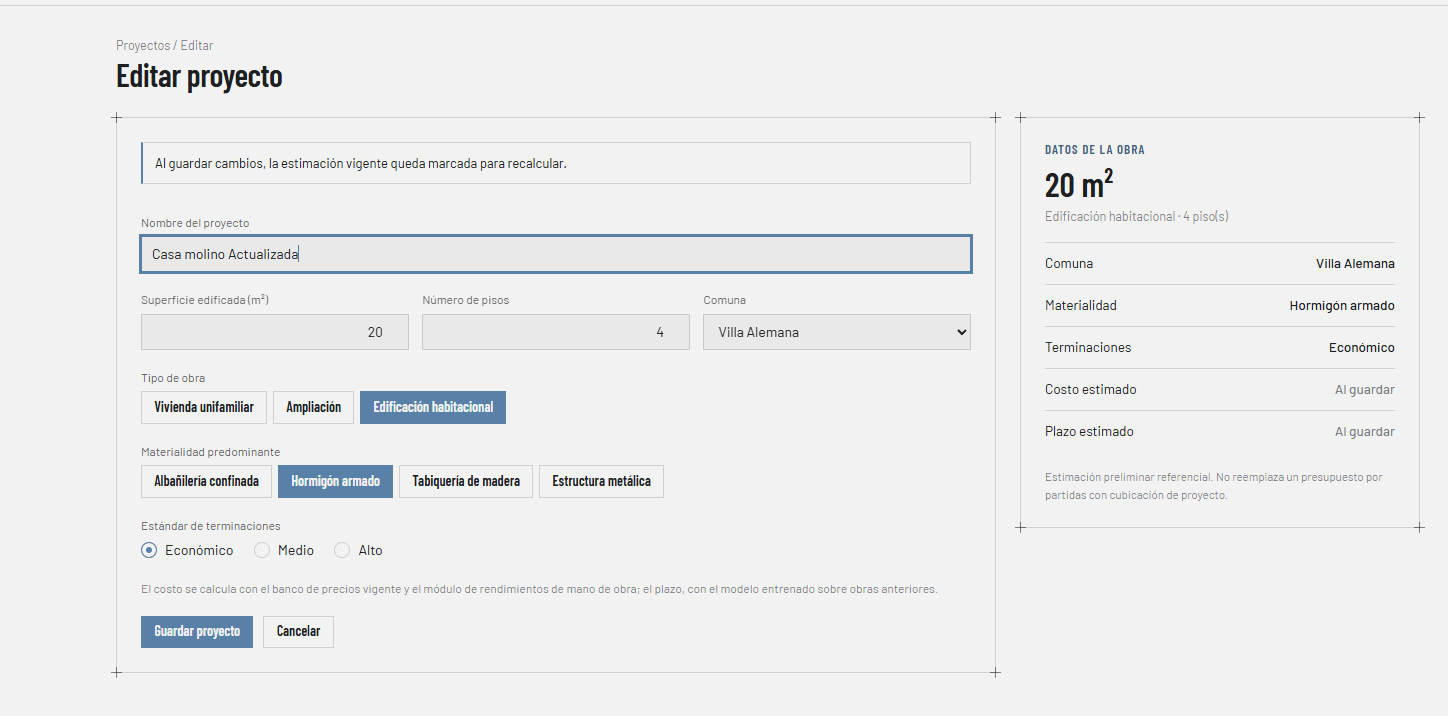 Proyectos / Editar
Editar proyecto
Al guardar cambios, la estimación vigente queda marcada para recalcular.
Nombre del proyecto
Casa molino Actualizada
Superficie edificada (m²)
Número de pisos
Comuna
20
4
Villa Alemana
Tipo de obra
Vivienda unifamiliar
Ampliación
Edificación habitacional
Materialidad predominante
Albañilería confinada
Hormigón armado
Tabiquería de madera
Estructura metálica
Estándar de terminaciones
Económico
Medio
Alto
El costo se calcula con el banco de precios vigente y el módulo de rendimientos de mano de obra; el plazo, con el modelo entrenado sobre obras anteriores.
Guardar proyecto
Cancelar
DATOS DE LA OBRA
20 m²
Edificación habitacional · 4 piso(s)
Comuna Villa Alemana
Materialidad Hormigón armado
Terminaciones Económico
Costo estimado Al guardar
Plazo estimado Al guardar
Estimación preliminar referencial. No reemplaza un presupuesto por
partidas con cubicación de proyecto.